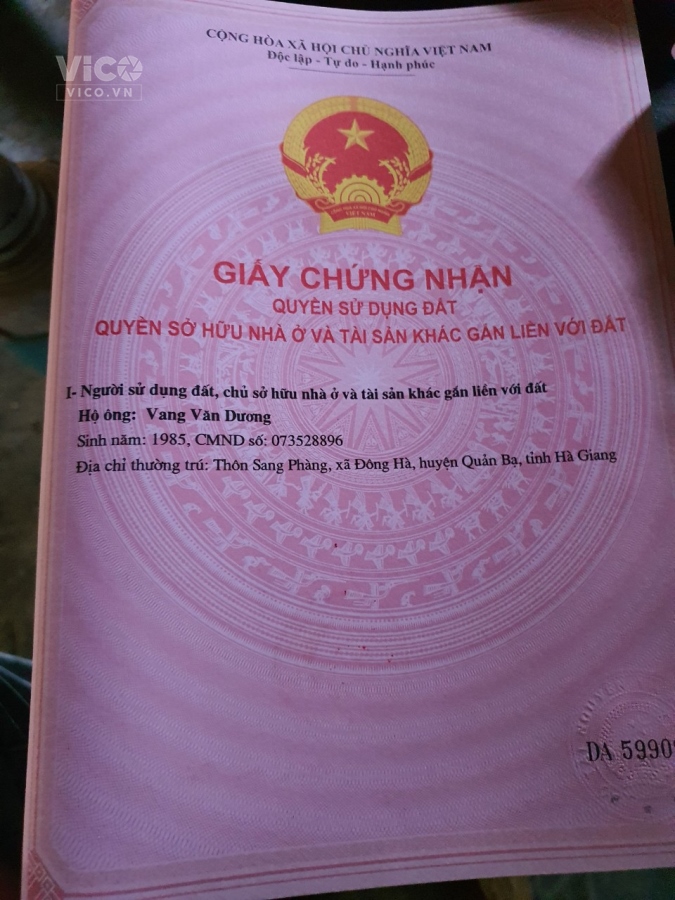 ViCO
VICO.VN
CỘNG HÒA XÃ HỘI CHỦ NGHĨA VIỆT NAM
Độc lập - Tự do - Hạnh phúc
VIỆT NAM
GIẤY CHỨNG NHẬN
QUYỀN SỬ DỤNG ĐẤT
QUYỀN SỞ HỮU NHÀ Ở VÀ TÀI SẢN KHÁC GẮN LIỀN VỚI ĐẤT
I- Người sử dụng đất, chủ sở hữu nhà ở và tài sản khác gắn liền với đất
Hộ ông: Vang Văn Dương
Sinh năm: 1985, CMND số: 073528896
Địa chỉ thường trú: Thôn Sang Phàng, xã Đông Hà, huyện Quản Bạ, tỉnh Hà Giang
DA 5990